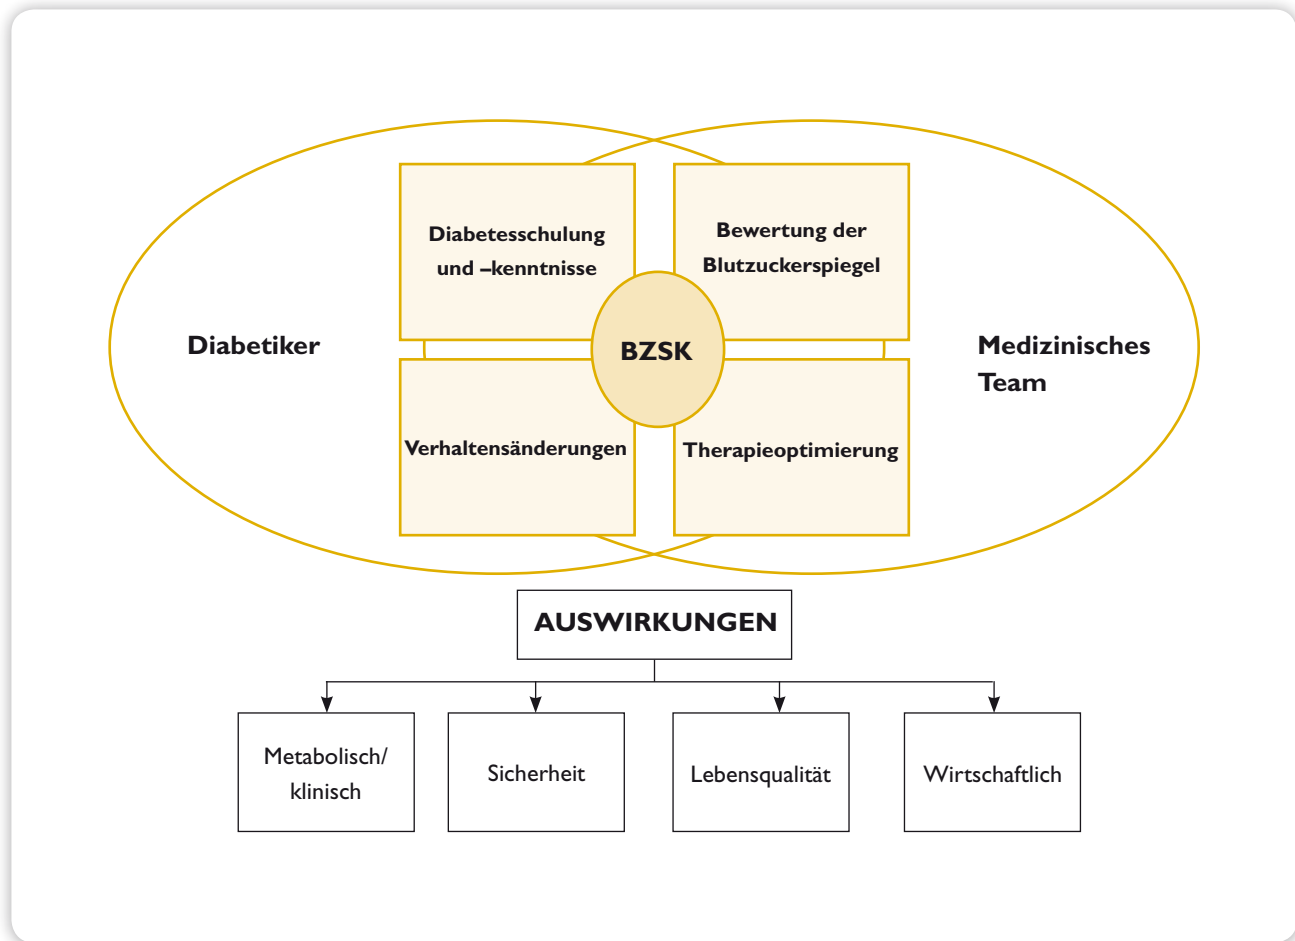 Diabetesschulung
und –kenntnisse
Bewertung der
Blutzuckerspiegel
Diabetiker
BZSK
Medizinisches
Team
Verhaltensänderungen
Therapieoptimierung
AUSWIRKUNGEN
Metabolisch/
klinisch
Sicherheit
Lebensqualität
Wirtschaftlich